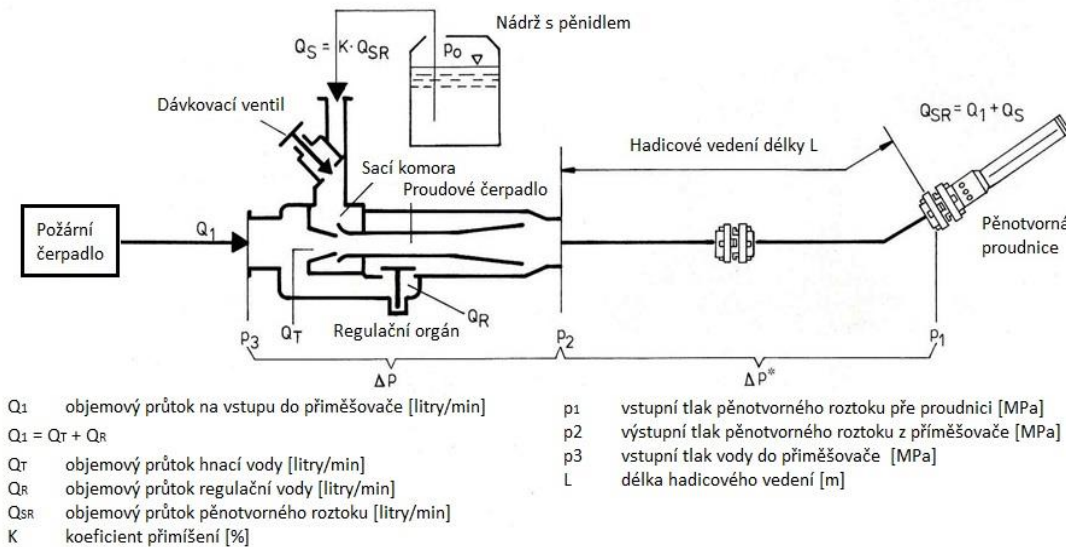 Nádrž s pěnidlem
QS = K· QSR
p0
Dávkovací ventil
QSR = Q1 + QS
Hadicové vedení délky L
Sací komora
Proudové čerpadlo
Požární
čerpadlo
Q1
Pěnotvorná
proudnice
QT
Regulační orgán
QR
p3
p2
p1
Δp
Δp*
Q1 objemový průtok na vstupu do přiměšovače [litry/min]
Q1 = QT + QR
QT objemový průtok hnací vody [litry/min]
QR objemový průtok regulační vody [litry/min]
QSR objemový průtok pěnotvorného roztoku [litry/min]
K koeficient přimíšení [%]
p1 vstupní tlak pěnotvorného roztoku pře proudnici [MPa]
p2 výstupní tlak pěnotvorného roztoku z příměšovače [MPa]
p3 vstupní tlak vody do přiměšovače [MPa]
L délka hadicového vedení [m]